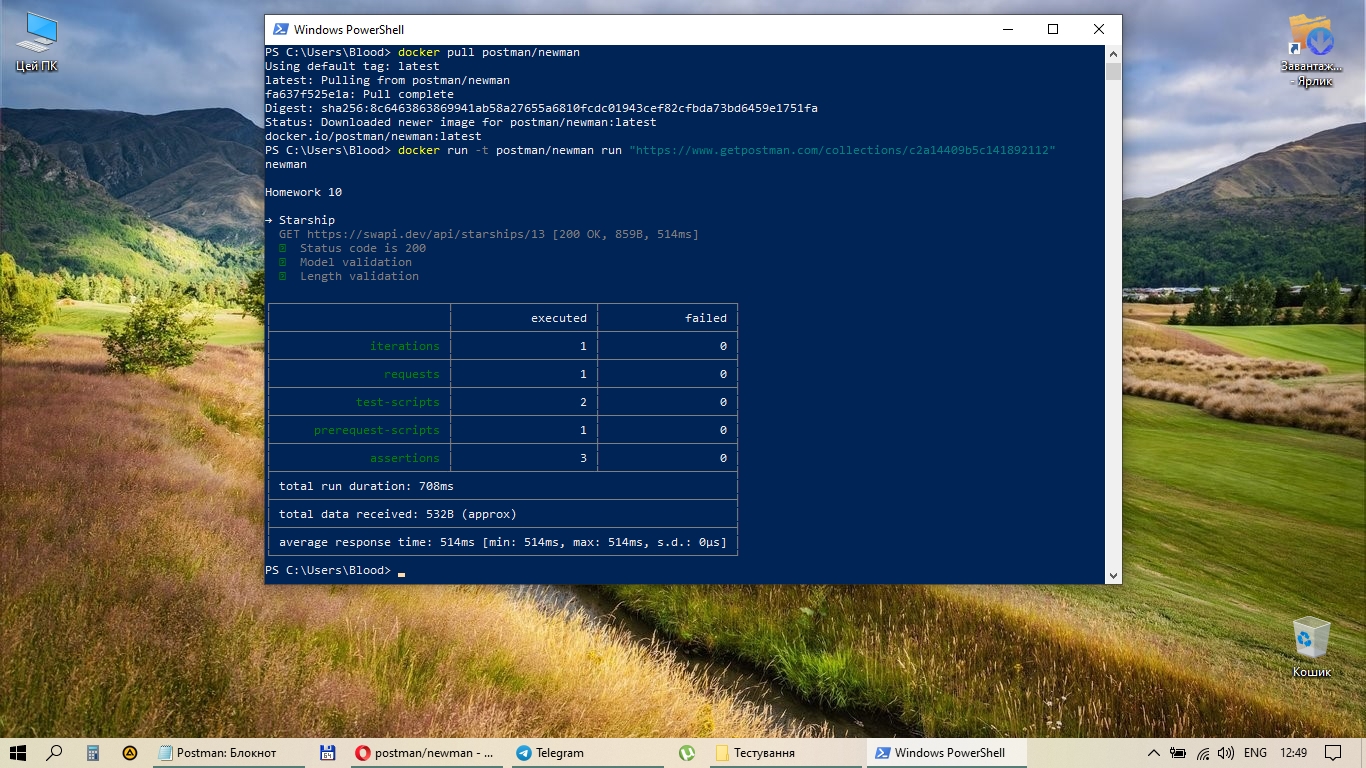 Цей ПК
Завантаж...
- Ярлик
Windows PowerShell
PS C:\Users\Blood> docker pull postman/newman
Using default tag: latest
latest: Pulling from postman/newman
fa637f525e1a: Pull complete
Digest: sha256:8c6463863869941ab58a27655a6810fcdc01943cef82cfbda73bd6459e1751fa
Status: Downloaded newer image for postman/newman:latest
docker.io/postman/newman:latest
PS C:\Users\Blood> docker run -t postman/newman run "https://www.getpostman.com/collections/c2a14409b5c141892112"
newman
Homework 10
→ Starship
GET https://swapi.dev/api/starships/13 [200 OK, 859B, 514ms]
Status code is 200
Model validation
Length validation
executed failed
iterations 1 0
requests 1 0
test-scripts 2 0
prerequest-scripts 1 0
assertions 3 0
total run duration: 708ms
total data received: 532B (approx)
average response time: 514ms [min: 514ms, max: 514ms, s.d.: 0µs]
PS C:\Users\Blood>
Кошик
Postman: Блокнот
64
postman/newman - ...
Telegram
Тестування
Windows PowerShell
ENG
12:49